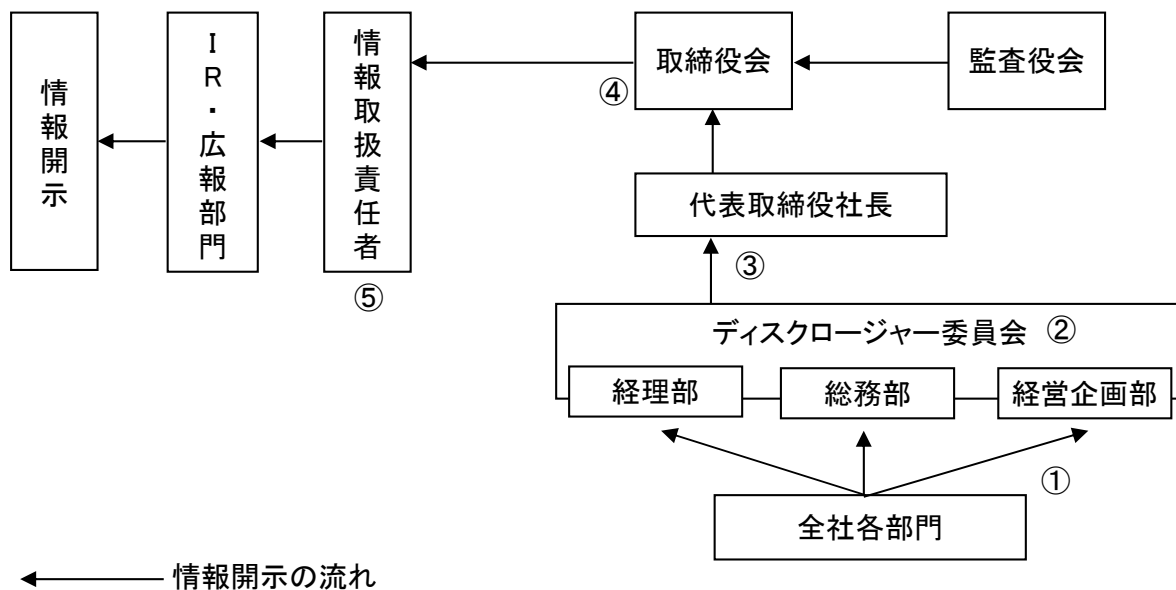 情報開示
IR・広報部門
情報取扱責任者
⑤
取締役会
監査役会
④
代表取締役社長
③
ディスクロージャー委員会 ②
経理部
総務部
経営企画部
①
全社各部門
情報開示の流れ